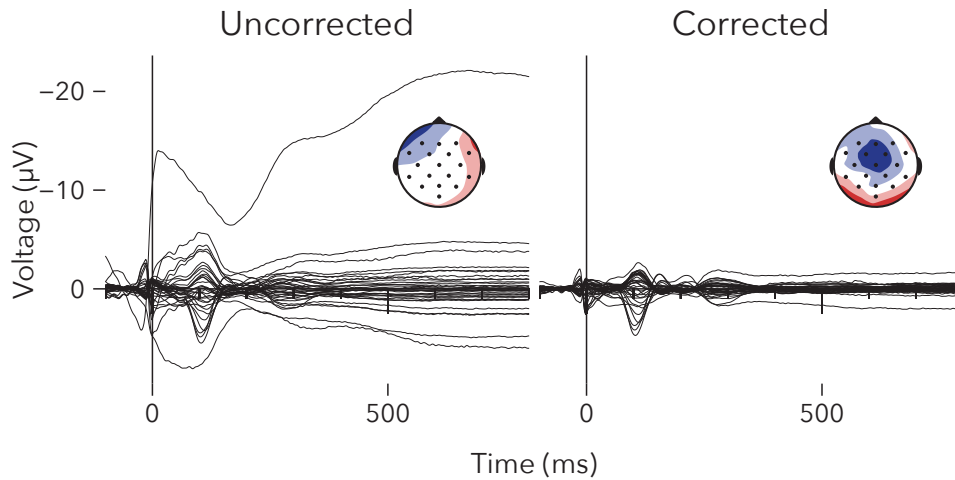 Uncorrected
Corrected
Voltage (μV)
−20
−10
0
0
500
0
500
Time (ms)